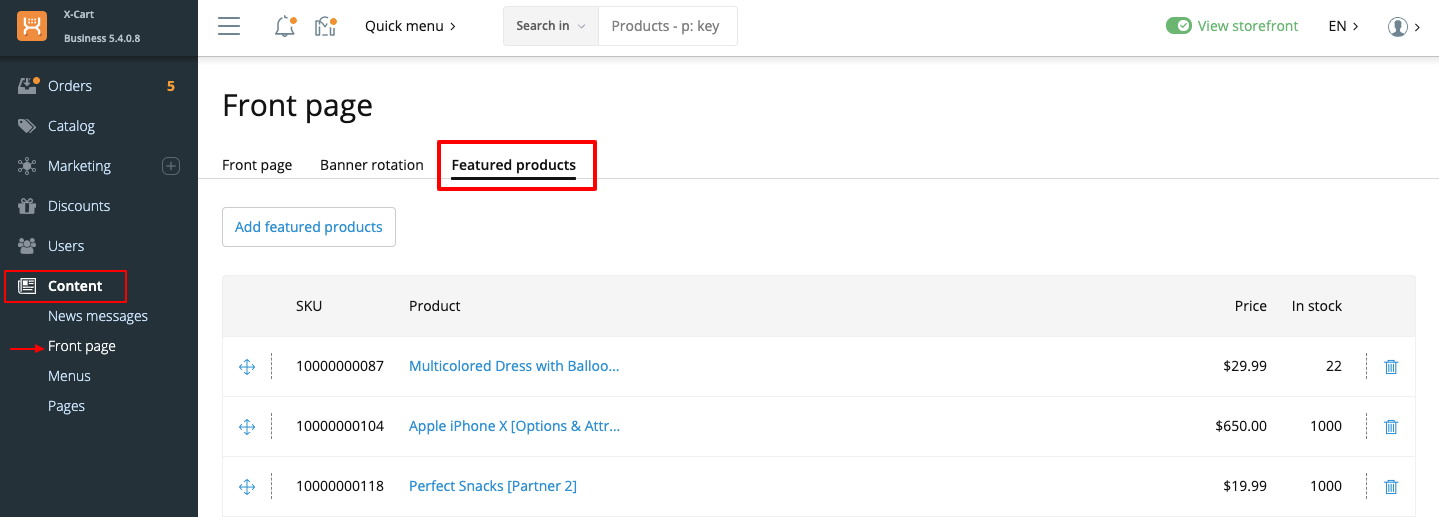 X-Cart
Business 5.4.0.8
Quick menu
Search in
Products - p: key
View storefront
EN
Orders 5
Catalog
Marketing
Discounts
Users
Content
News messages
Front page
Menus
Pages
Front page
Front page Banner rotation Featured products
Add featured products
SKU Product Price In stock
10000000087 Multicolored Dress with Balloo... $29.99 22
10000000104 Apple iPhone X [Options & Attr... $650.00 1000
10000000118 Perfect Snacks [Partner 2] $19.99 1000